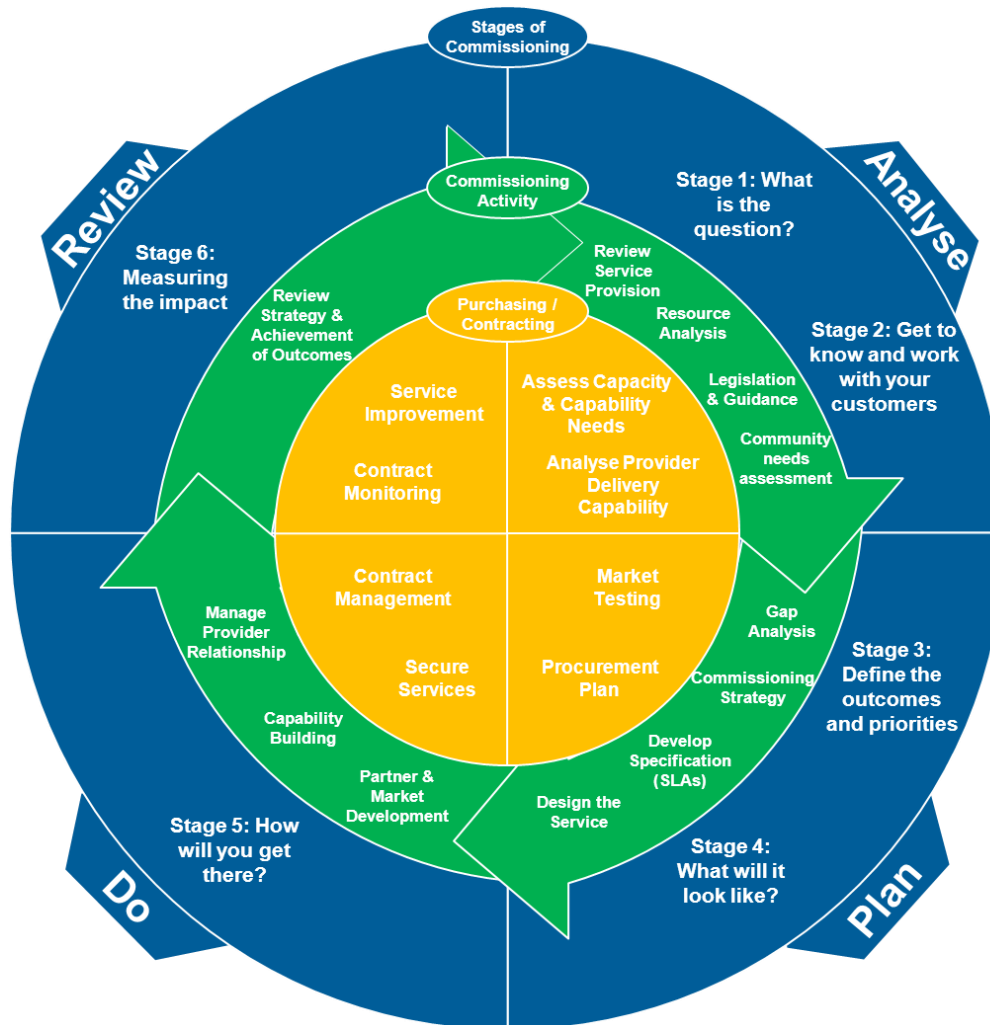 Stages of
Commissioning
Analyse
Stage 1: What
is the
question?
Stage 2: Get to
know and work
with your
customers
Plan
Stage 3:
Define the
outcomes
and priorities
Stage 4:
What will it
look like?
Do
Stage 5: How
will you get
there?
Review
Stage 6:
Measuring
the impact
Commissioning
Activity
Review
Service
Provision
Resource
Analysis
Legislation
& Guidance
Community
needs
assessment
Gap
Analysis
Commissioning
Strategy
Develop
Specification
(SLAs)
Design the
Service
Partner &
Market
Development
Capability
Building
Manage
Provider
Relationship
Review
Strategy &
Achievement
of Outcomes
Purchasing /
Contracting
Assess Capacity
& Capability
Needs
Analyse Provider
Delivery
Capability
Market
Testing
Procurement
Plan
Secure
Services
Contract
Management
Contract
Monitoring
Service
Improvement